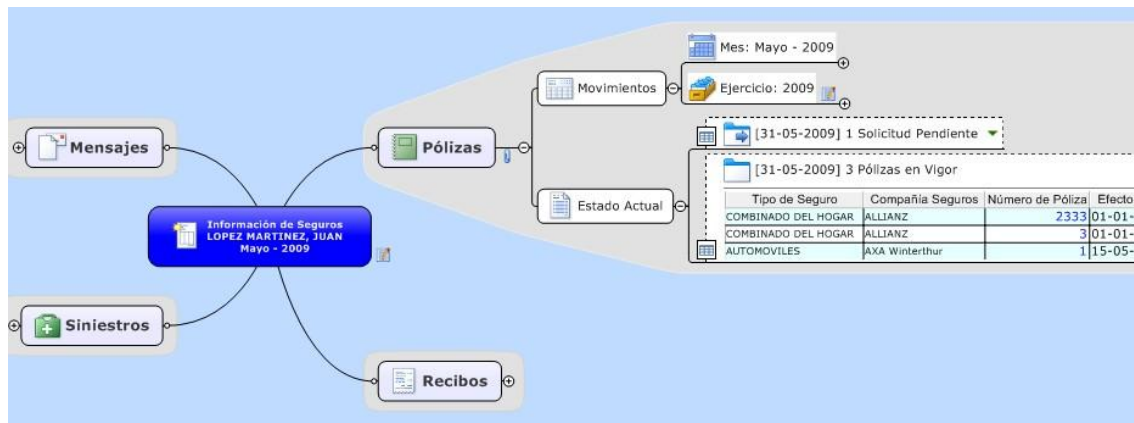 Mes: Mayo - 2009
Movimientos
Ejercicio: 2009
Mensajes
Pólizas
[31-05-2009] 1 Solicitud Pendiente
[31-05-2009] 3 Pólizas en Vigor
Estado Actual
Tipo de Seguro Compañía Seguros Número de Póliza Efecto
COMBINADO DEL HOGAR ALLIANZ 2333 01-01-
COMBINADO DEL HOGAR ALLIANZ 3 01-01-
AUTOMOVILES AXA Winterthur 1 15-05-
Información de Seguros
LOPEZ MARTINEZ, JUAN
Mayo - 2009
Siniestros
Recibos